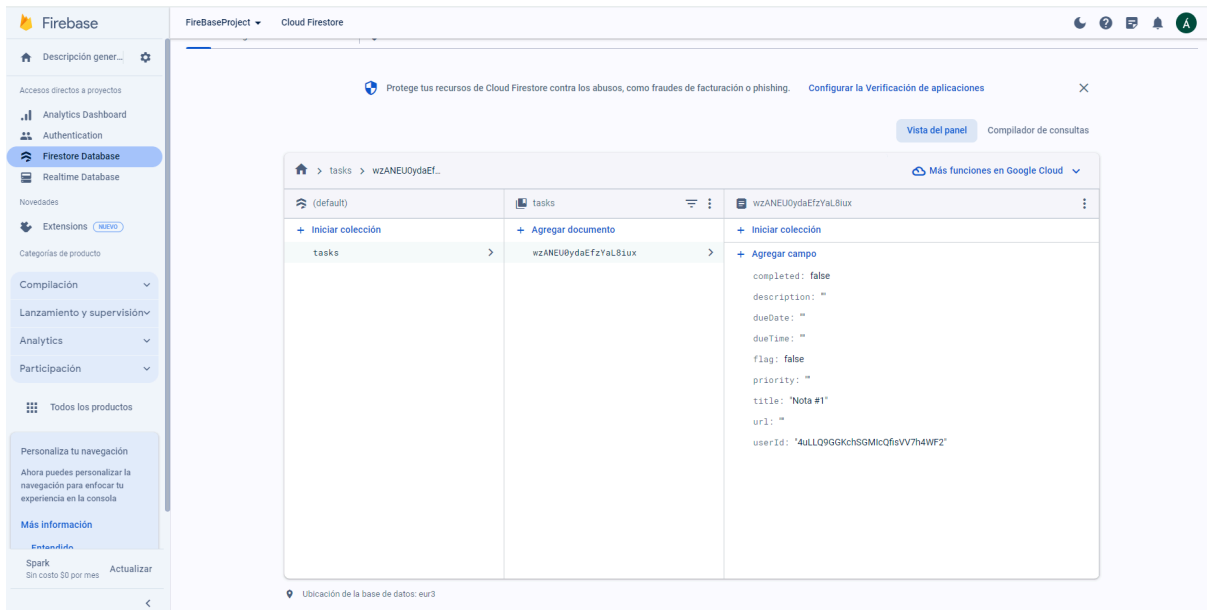 Firebase
FireBaseProject
Cloud Firestore
Á
Descripción gener...
Accesos directos a proyectos
Analytics Dashboard
Authentication
Firestore Database
Realtime Database
Novedades
Extensions NUEVO
Categorías de producto
Compilación
Lanzamiento y supervisión
Analytics
Participación
Todos los productos
Personaliza tu navegación
Ahora puedes personalizar la
navegación para enfocar tu
experiencia en la consola
Más información
Entendido
Spark
Sin costo $0 por mes
Actualizar
Protege tus recursos de Cloud Firestore contra los abusos, como fraudes de facturación o phishing. Configurar la Verificación de aplicaciones
Vista del panel
Compilador de consultas
tasks > wzANEU0ydaEf...
Más funciones en Google Cloud
(default)
+ Iniciar colección
tasks
tasks
+ Agregar documento
wzANEU0ydaEfzYaL8iux
wzANEU0ydaEfzYaL8iux
+ Iniciar colección
+ Agregar campo
completed: false
description: ""
dueDate: ""
dueTime: ""
flag: false
priority: ""
title: "Nota #1"
url: ""
userId: "4uLLQ9GGKchSGMIcQfisVV7h4WF2"
Ubicación de la base de datos: eur3